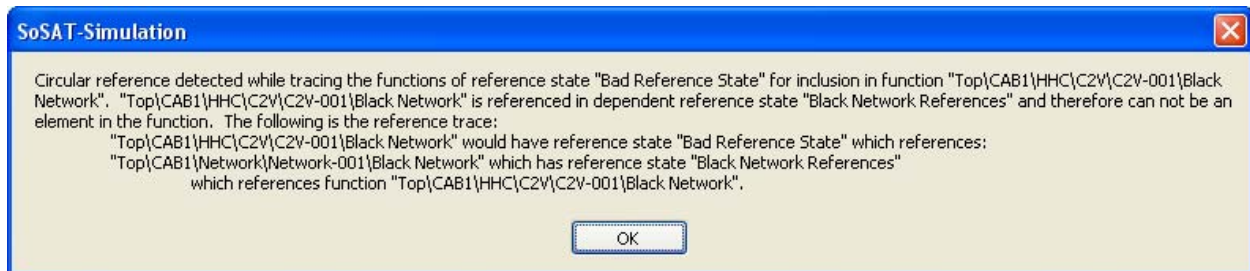 SoSAT-Simulation
Circular reference detected while tracing the functions of reference state "Bad Reference State" for inclusion in function "Top\CAB1\HHC\C2V\C2V-001\Black
Network". "Top\CAB1\HHC\C2V\C2V-001\Black Network" is referenced in dependent reference state "Black Network References" and therefore can not be an
element in the function. The following is the reference trace:
"Top\CAB1\HHC\C2V\C2V-001\Black Network" would have reference state "Bad Reference State" which references:
"Top\CAB1\Network\Network-001\Black Network" which has reference state "Black Network References"
which references function "Top\CAB1\HHC\C2V\C2V-001\Black Network".
OK